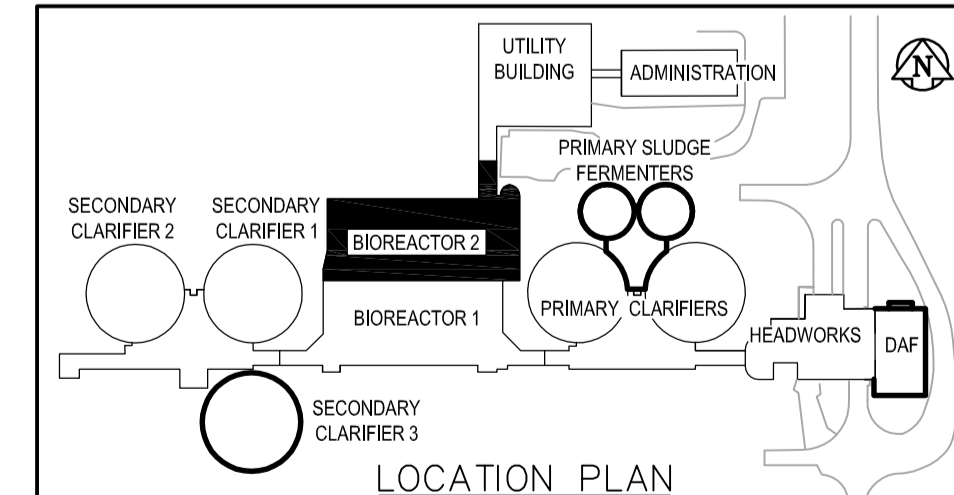 UTILITY
BUILDING
ADMINISTRATION
N
PRIMARY SLUDGE
FERMENTERS
SECONDARY
CLARIFIER 2
SECONDARY
CLARIFIER 1
BIOREACTOR 2
BIOREACTOR 1
PRIMARY CLARIFIERS
HEADWORKS
DAF
SECONDARY
CLARIFIER 3
LOCATION PLAN